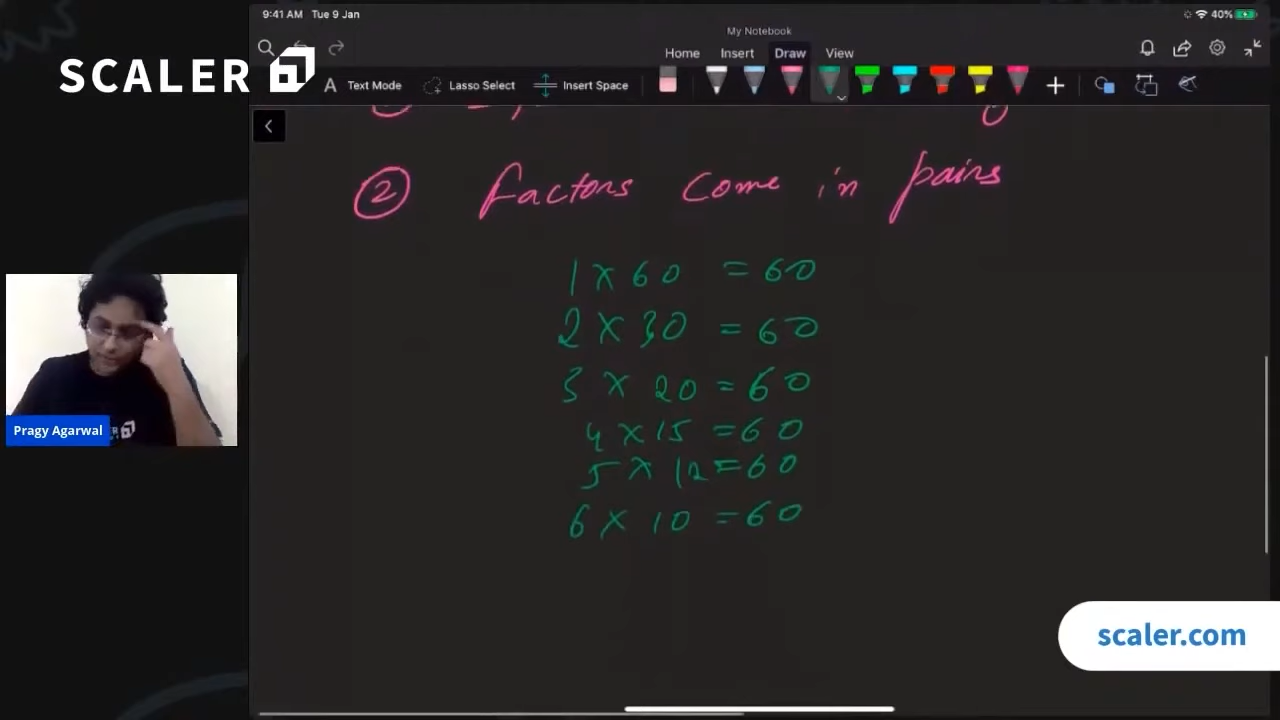 9:41 AM Tue 9 Jan
40%
My Notebook
SCALER
Home Insert Draw View
Text Mode Lasso Select Insert Space
② Factors come in pairs
1 x 60 = 60
2 x 30 = 60
3 x 20 = 60
4 x 15 = 60
5 x 12 = 60
6 x 10 = 60
Pragy Agarwal
scaler.com